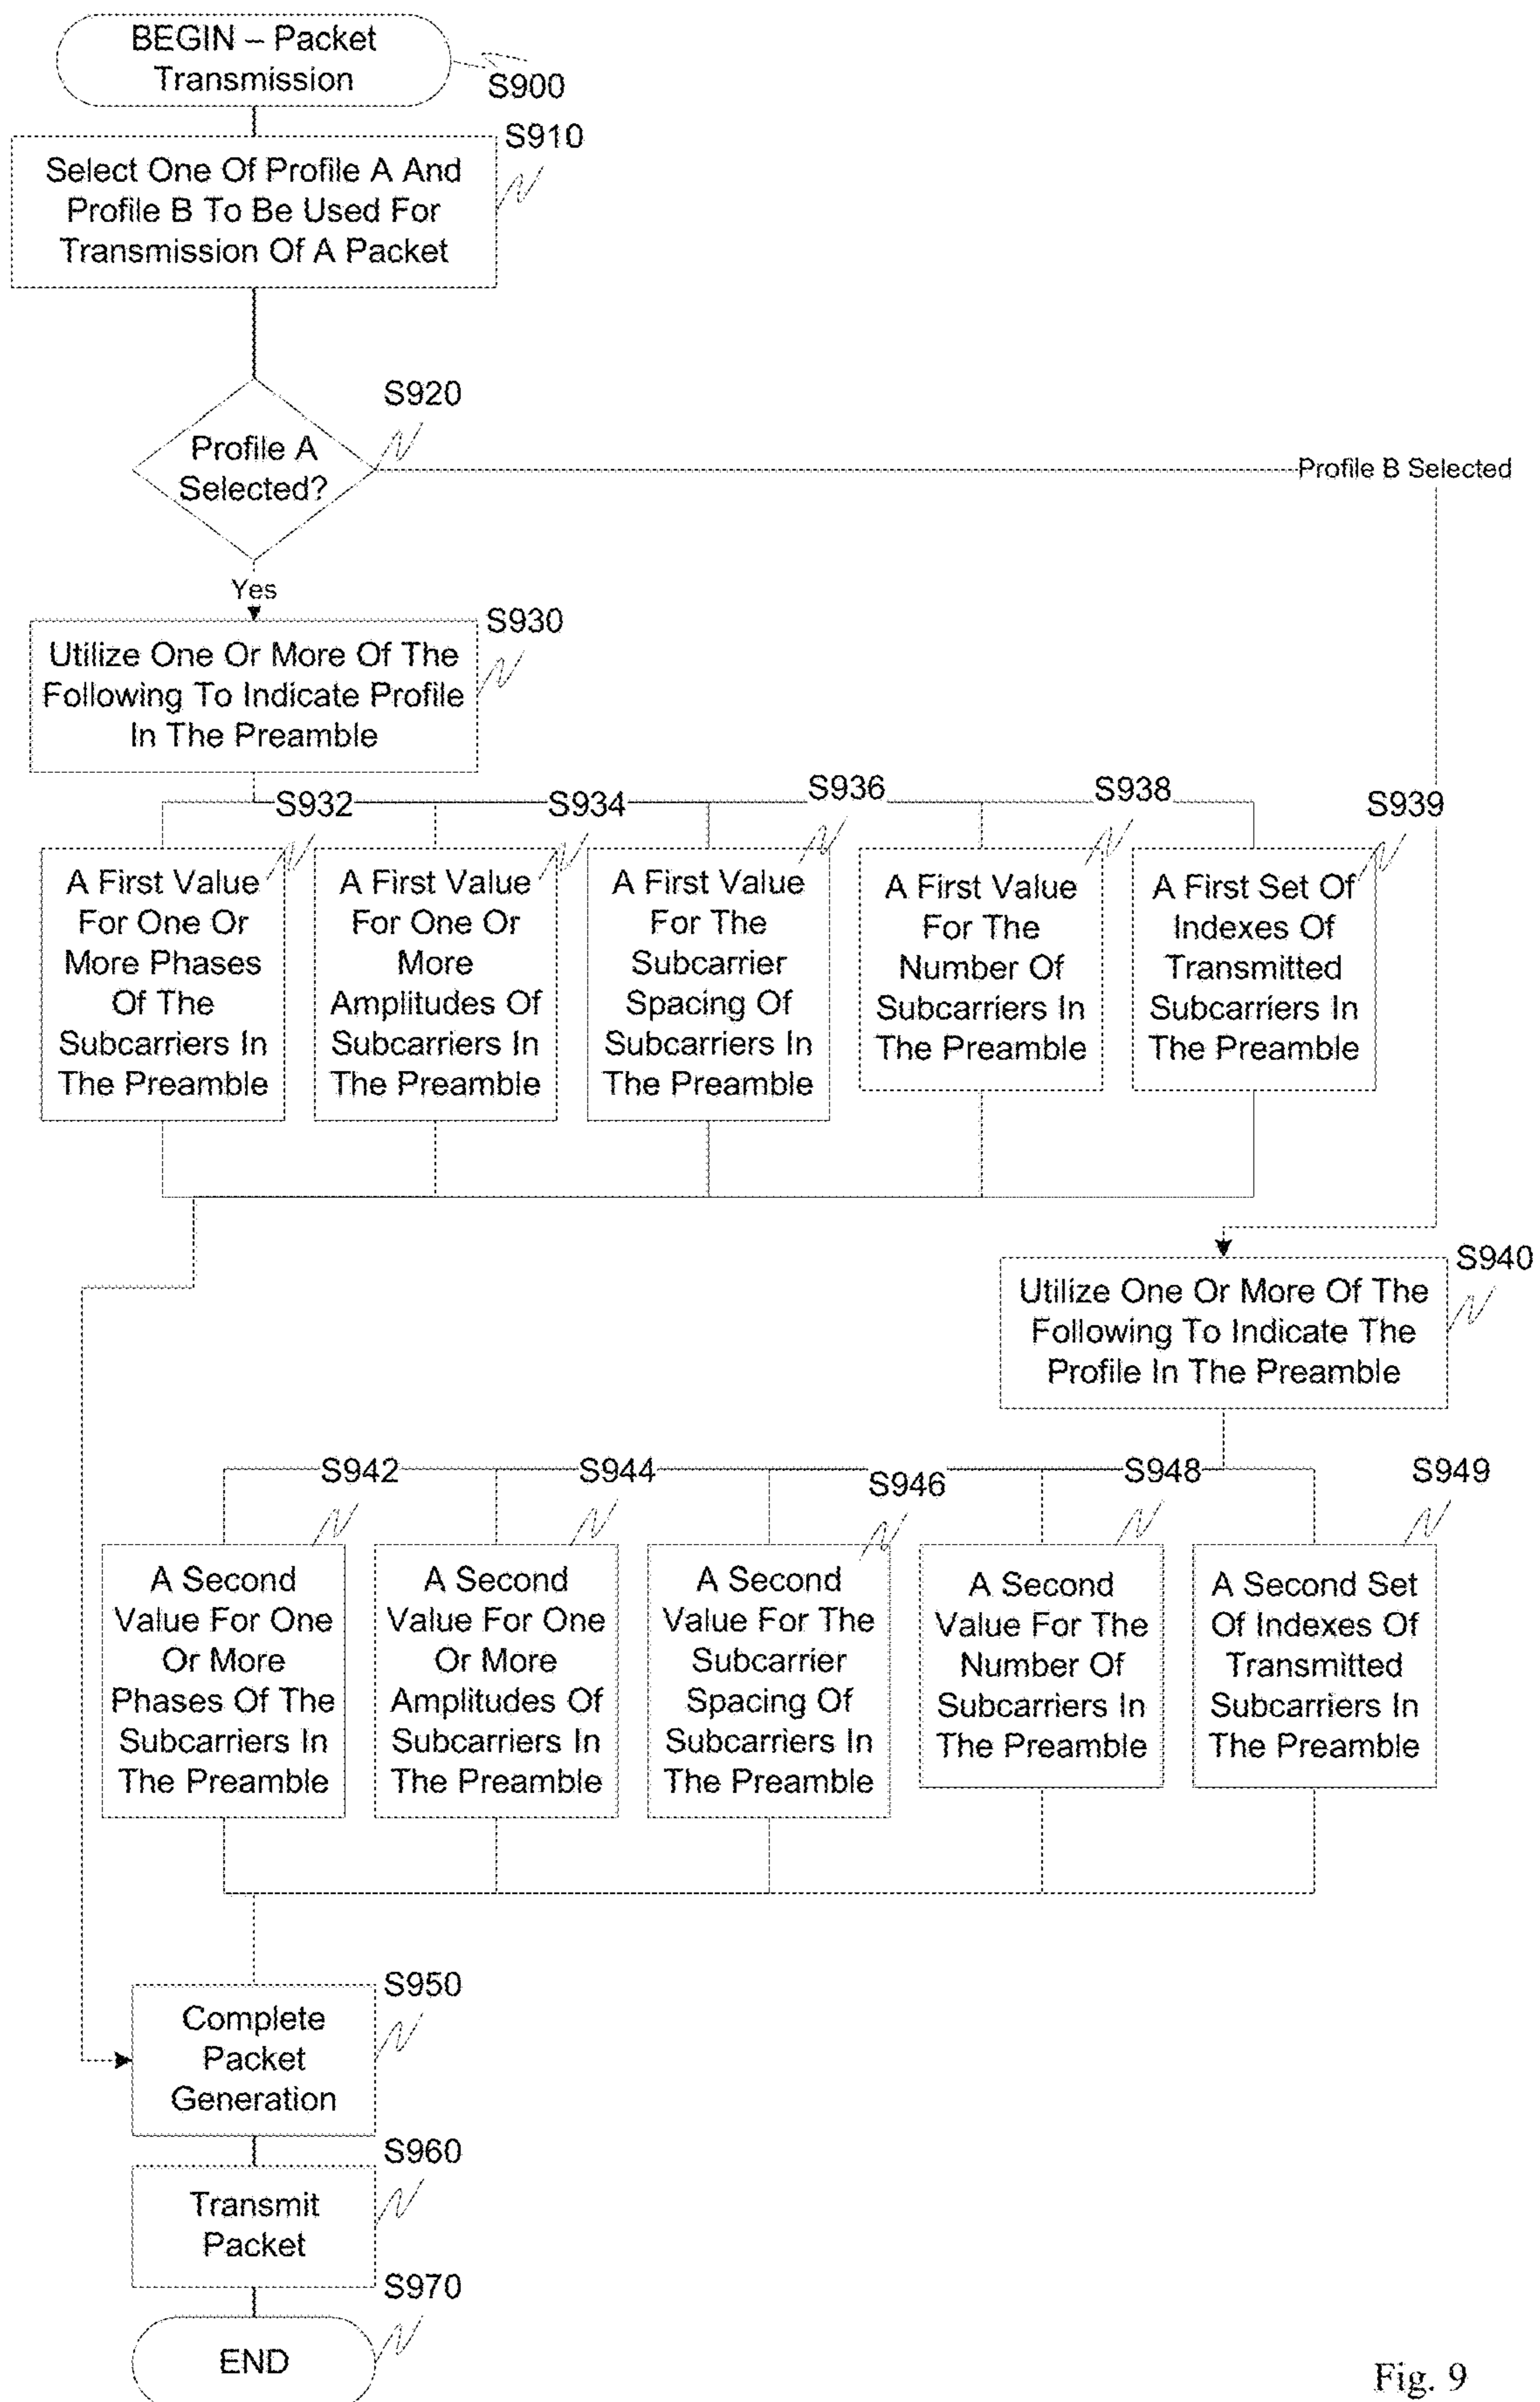 BEGIN – Packet
Transmission
S900
S910
Select One Of Profile A And
Profile B To Be Used For
Transmission Of A Packet
S920
Profile A
Selected?
Profile B Selected
Yes
S930
Utilize One Or More Of The
Following To Indicate Profile
In The Preamble
S932
A First Value
For One Or
More Phases
Of The
Subcarriers In
The Preamble
S934
A First Value
For One Or
More
Amplitudes Of
Subcarriers In
The Preamble
S936
A First Value
For The
Subcarrier
Spacing Of
Subcarriers In
The Preamble
S938
A First Value
For The
Number Of
Subcarriers In
The Preamble
S939
A First Set Of
Indexes Of
Transmitted
Subcarriers In
The Preamble
S940
Utilize One Or More Of The
Following To Indicate The
Profile In The Preamble
S942
A Second
Value For One
Or More
Phases Of The
Subcarriers In
The Preamble
S944
A Second
Value For One
Or More
Amplitudes Of
Subcarriers In
The Preamble
S946
A Second
Value For The
Subcarrier
Spacing Of
Subcarriers In
The Preamble
S948
A Second
Value For The
Number Of
Subcarriers In
The Preamble
S949
A Second Set
Of Indexes Of
Transmitted
Subcarriers In
The Preamble
S950
Complete
Packet
Generation
S960
Transmit
Packet
S970
END
Fig. 9